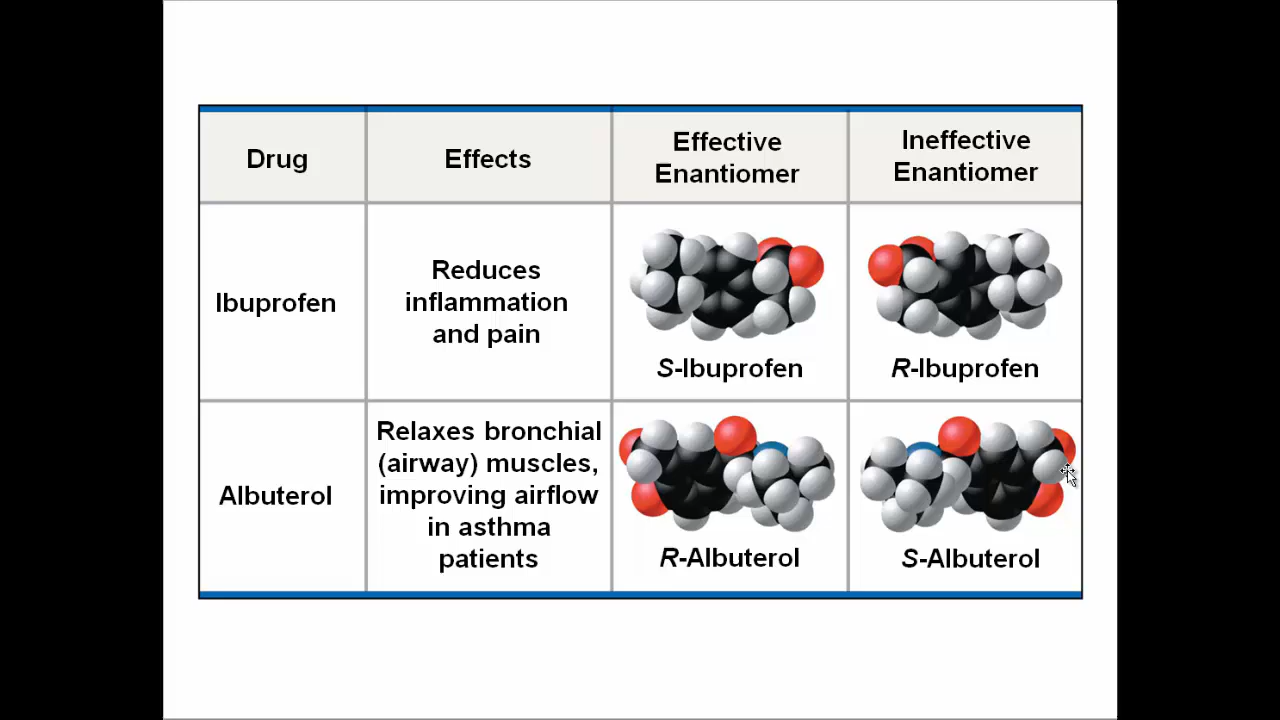 Drug
Effects
Effective
Enantiomer
Ineffective
Enantiomer
Ibuprofen
Reduces
inflammation
and pain
S-Ibuprofen
R-Ibuprofen
Albuterol
Relaxes bronchial
(airway) muscles,
improving airflow
in asthma
patients
R-Albuterol
S-Albuterol